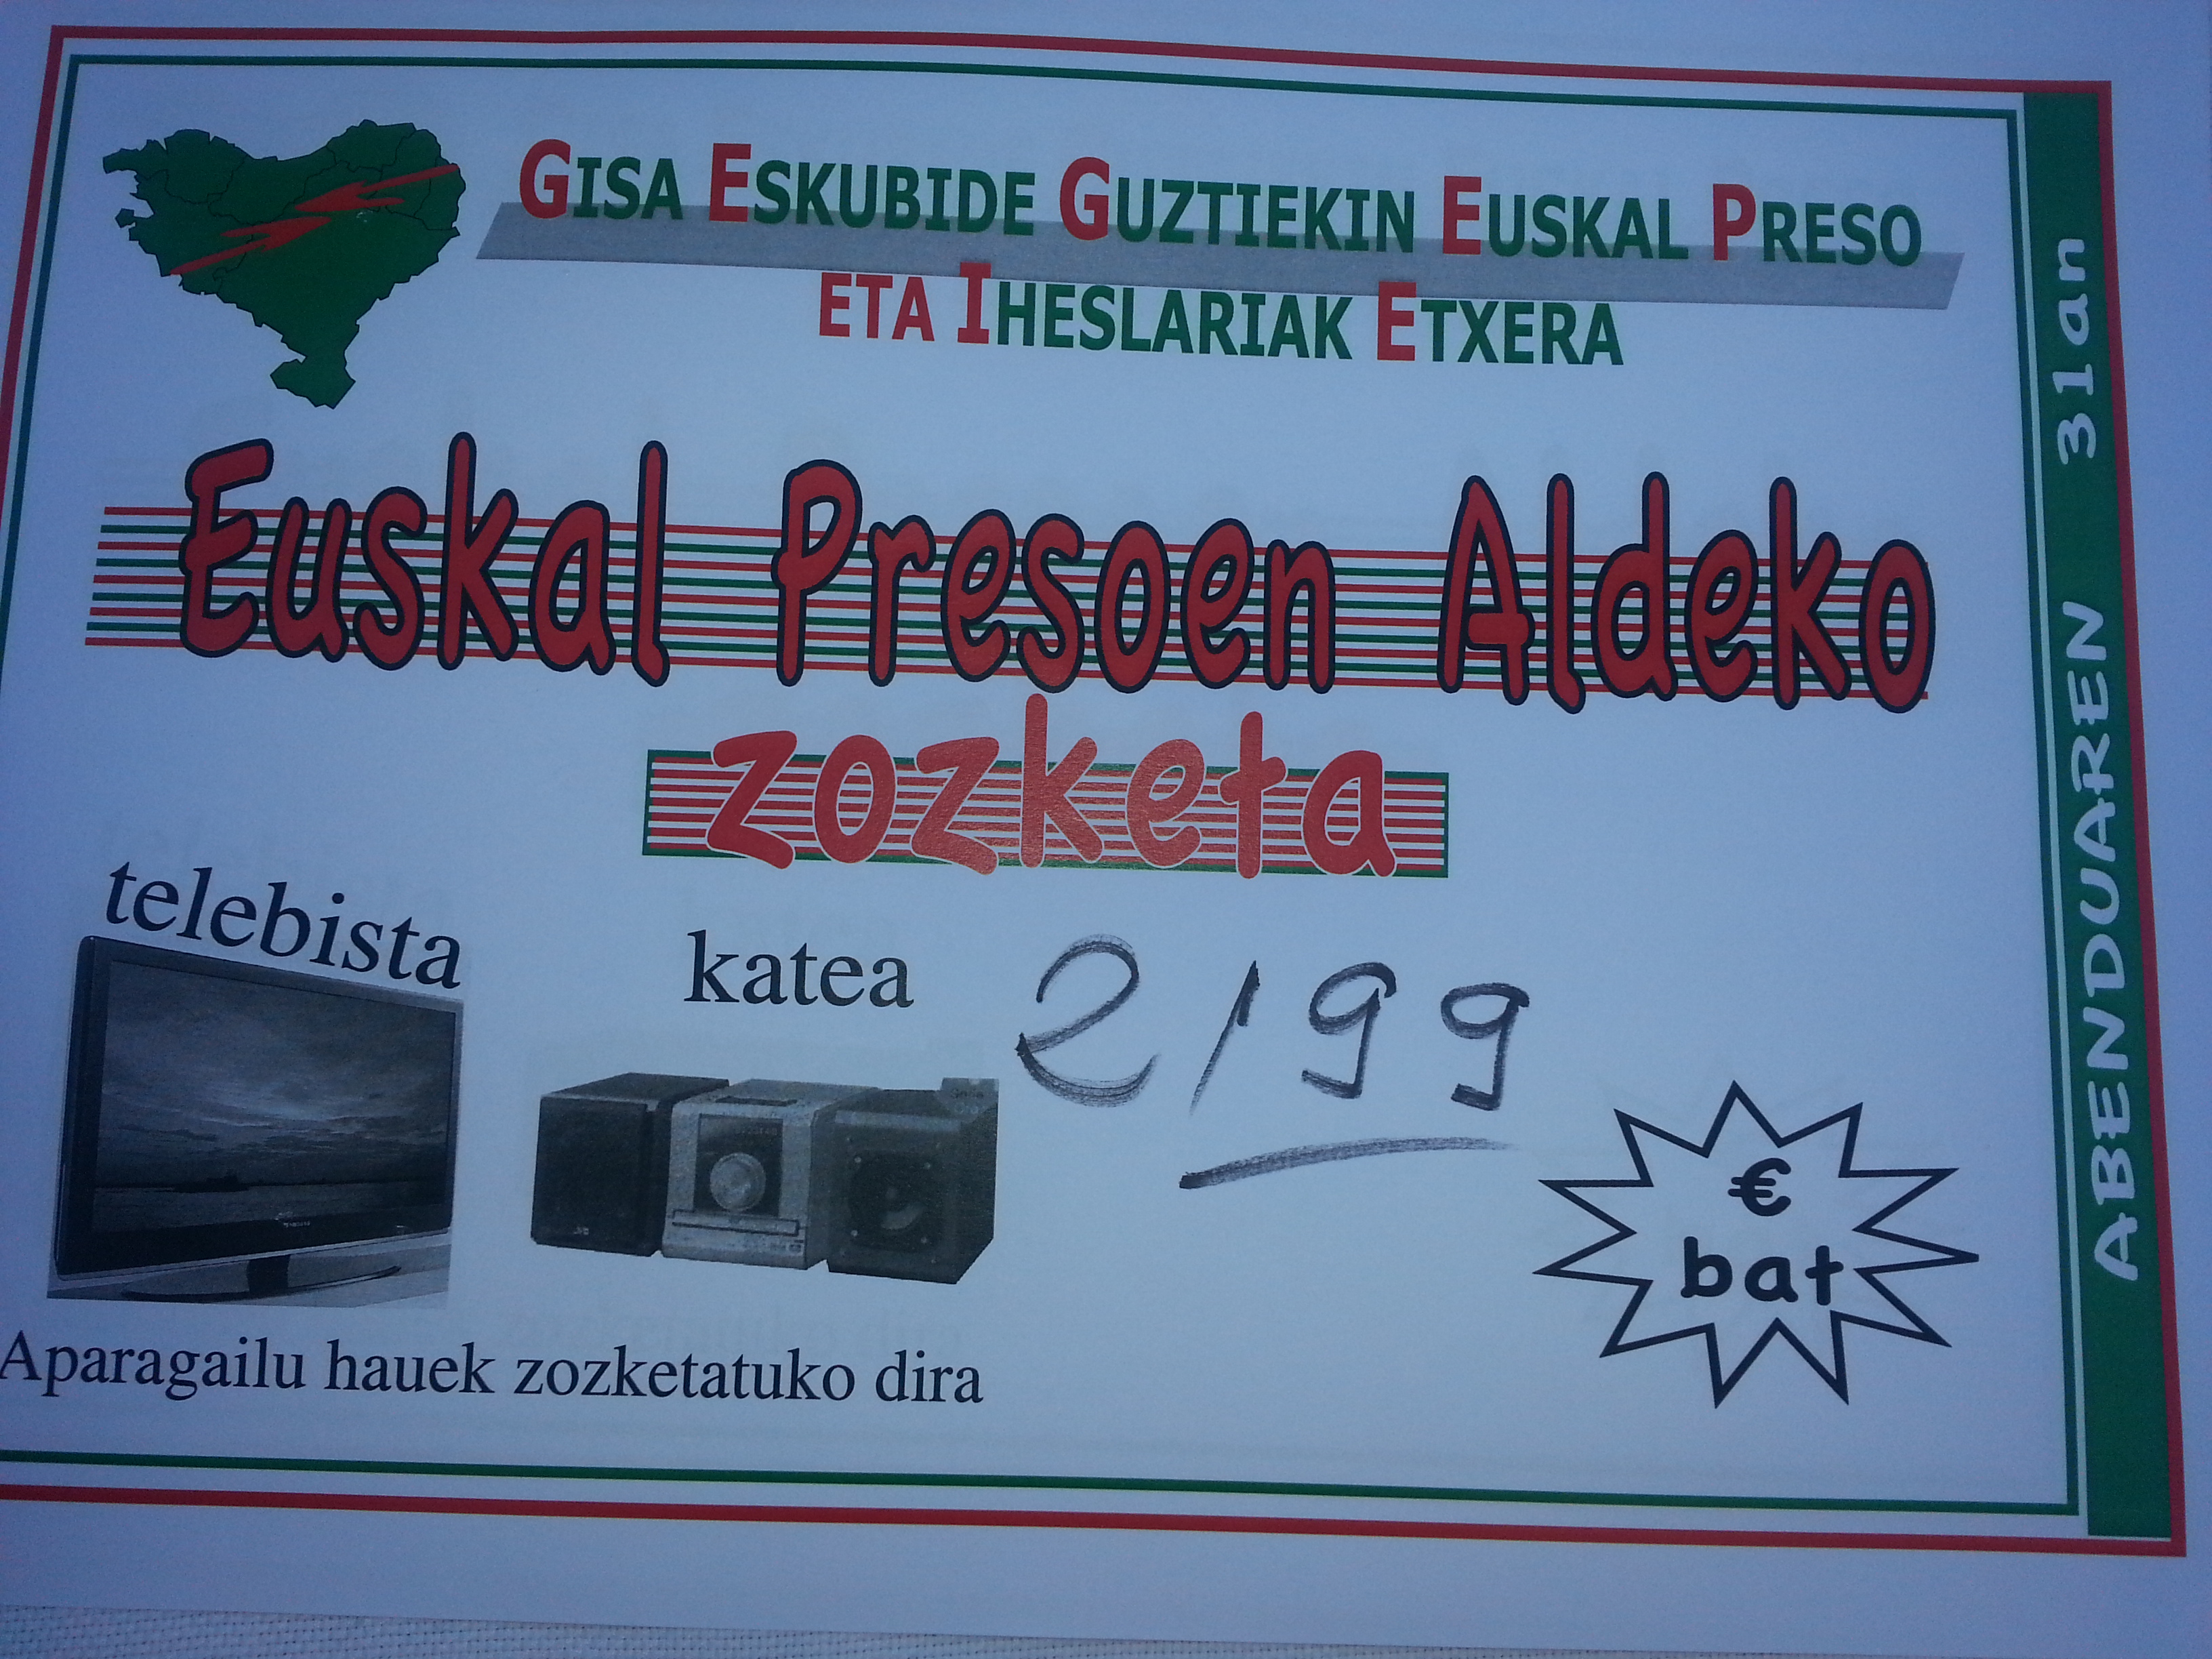 GISA ESKUBIDE GUZTIEKIN EUSKAL PRESO
ETA IHESLARIAK ETXERA
Euskal Presoen Aldeko
zozketa
telebista
katea
2199
€
bat
Aparagailu hauek zozketatuko dira
ABENDUAREN 31an